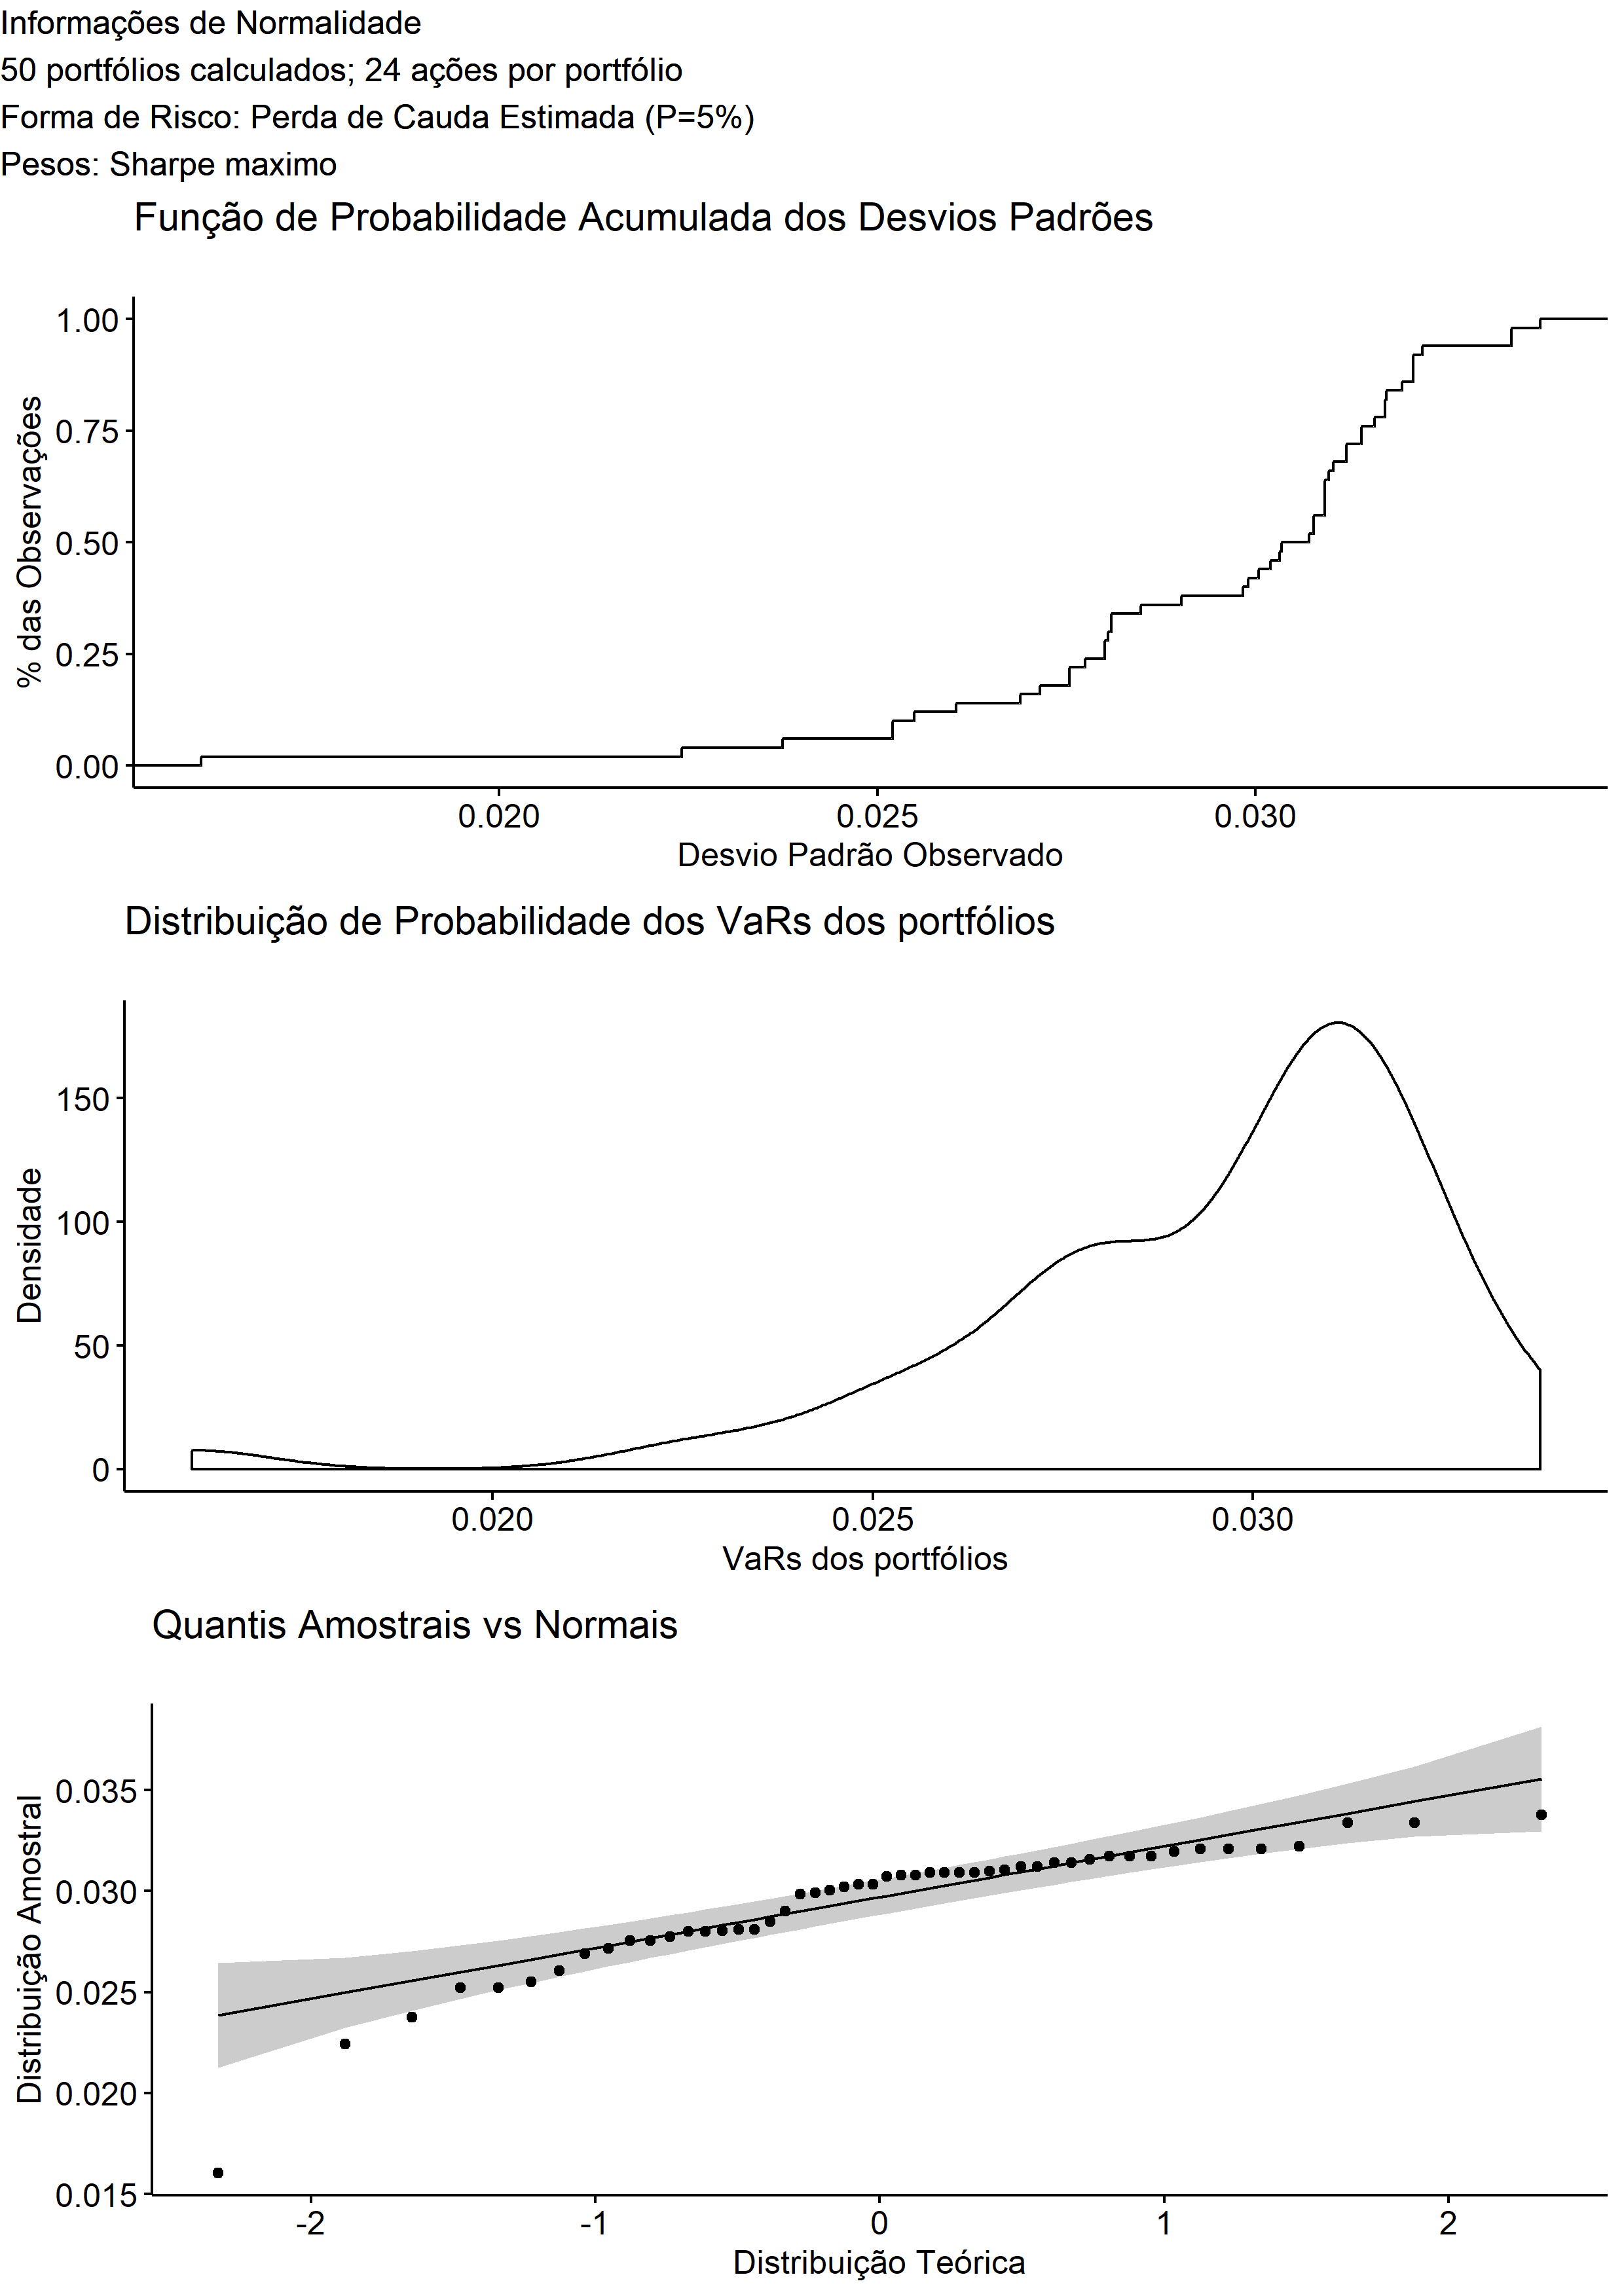 Informações de Normalidade
50 portfólios calculados; 24 ações por portfólio
Forma de Risco: Perda de Cauda Estimada (P=5%)
Pesos: Sharpe maximo
Função de Probabilidade Acumulada dos Desvios Padrões
% das Observações
1.00
0.75
0.50
0.25
0.00
0.020 0.025 0.030
Desvio Padrão Observado
Distribuição de Probabilidade dos VaRs dos portfólios
Densidade
150
100
50
0
0.020 0.025 0.030
VaRs dos portfólios
Quantis Amostrais vs Normais
Distribuição Amostral
0.035
0.030
0.025
0.020
0.015
-2 -1 0 1 2
Distribuição Teórica